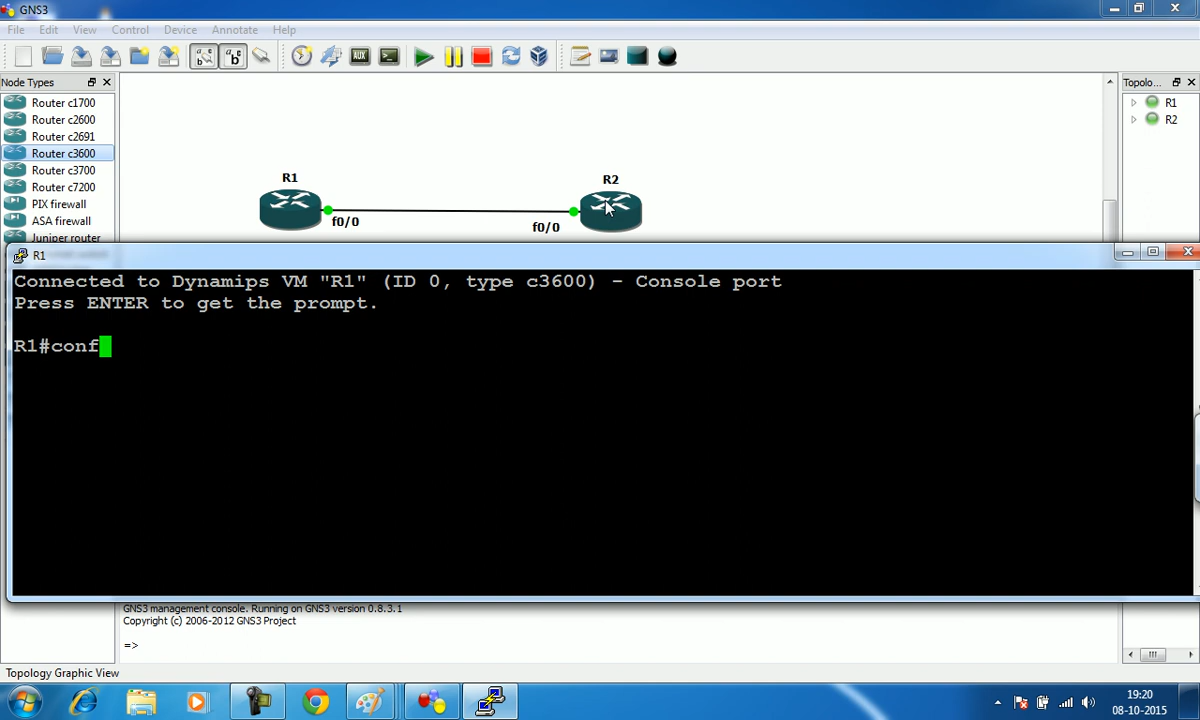 GNS3
File Edit View Control Device Annotate Help
Node Types
Topolo...
Router c1700
Router c2600
Router c2691
Router c3600
Router c3700
Router c7200
PIX firewall
ASA firewall
Juniper router
R1
R2
R1
f0/0
R2
f0/0
R1
Connected to Dynamips VM "R1" (ID 0, type c3600) - Console port
Press ENTER to get the prompt.
R1#conf
GNS3 management console. Running on GNS3 version 0.8.3.1
Copyright (c) 2006-2012 GNS3 Project
=>
Topology Graphic View
19:20
08-10-2015